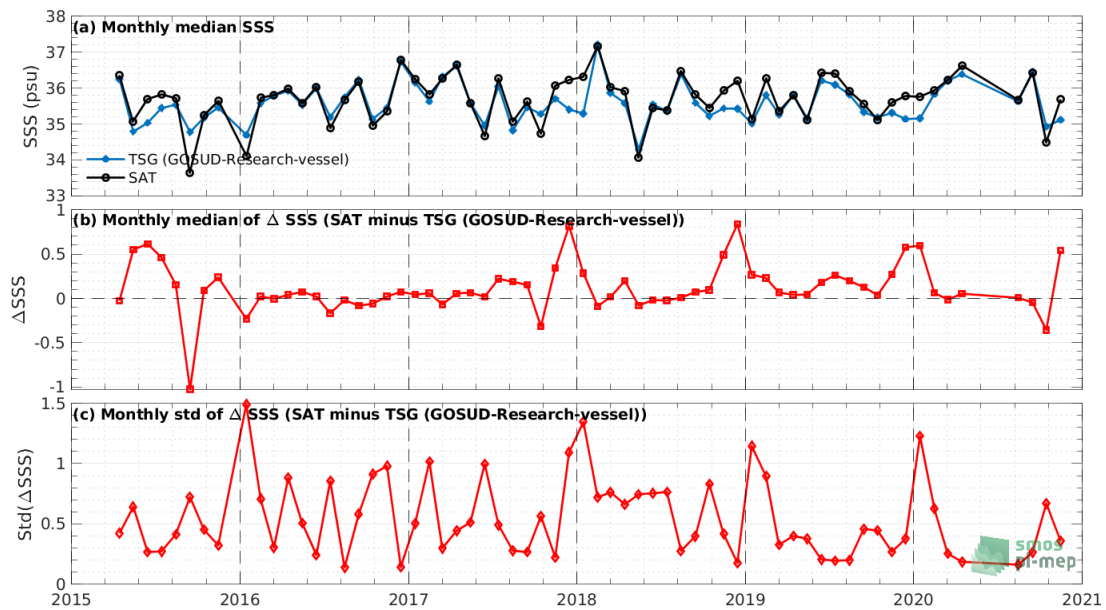 38
(a) Monthly median SSS
37
36
35
34
33
SSS (psu)
TSG (GOSUD-Research-vessel)
SAT
1
(b) Monthly median of Δ SSS (SAT minus TSG (GOSUD-Research-vessel))
0.5
0
-0.5
-1
ΔSSS
1.5
(c) Monthly std of Δ SSS (SAT minus TSG (GOSUD-Research-vessel))
1
0.5
0
Std(ΔSSS)
smos
pi-mep
2015 2016 2017 2018 2019 2020 2021